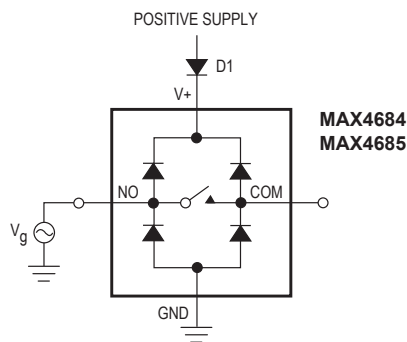 POSITIVE SUPPLY
D1
V+
MAX4684
MAX4685
NO
COM
Vg
GND